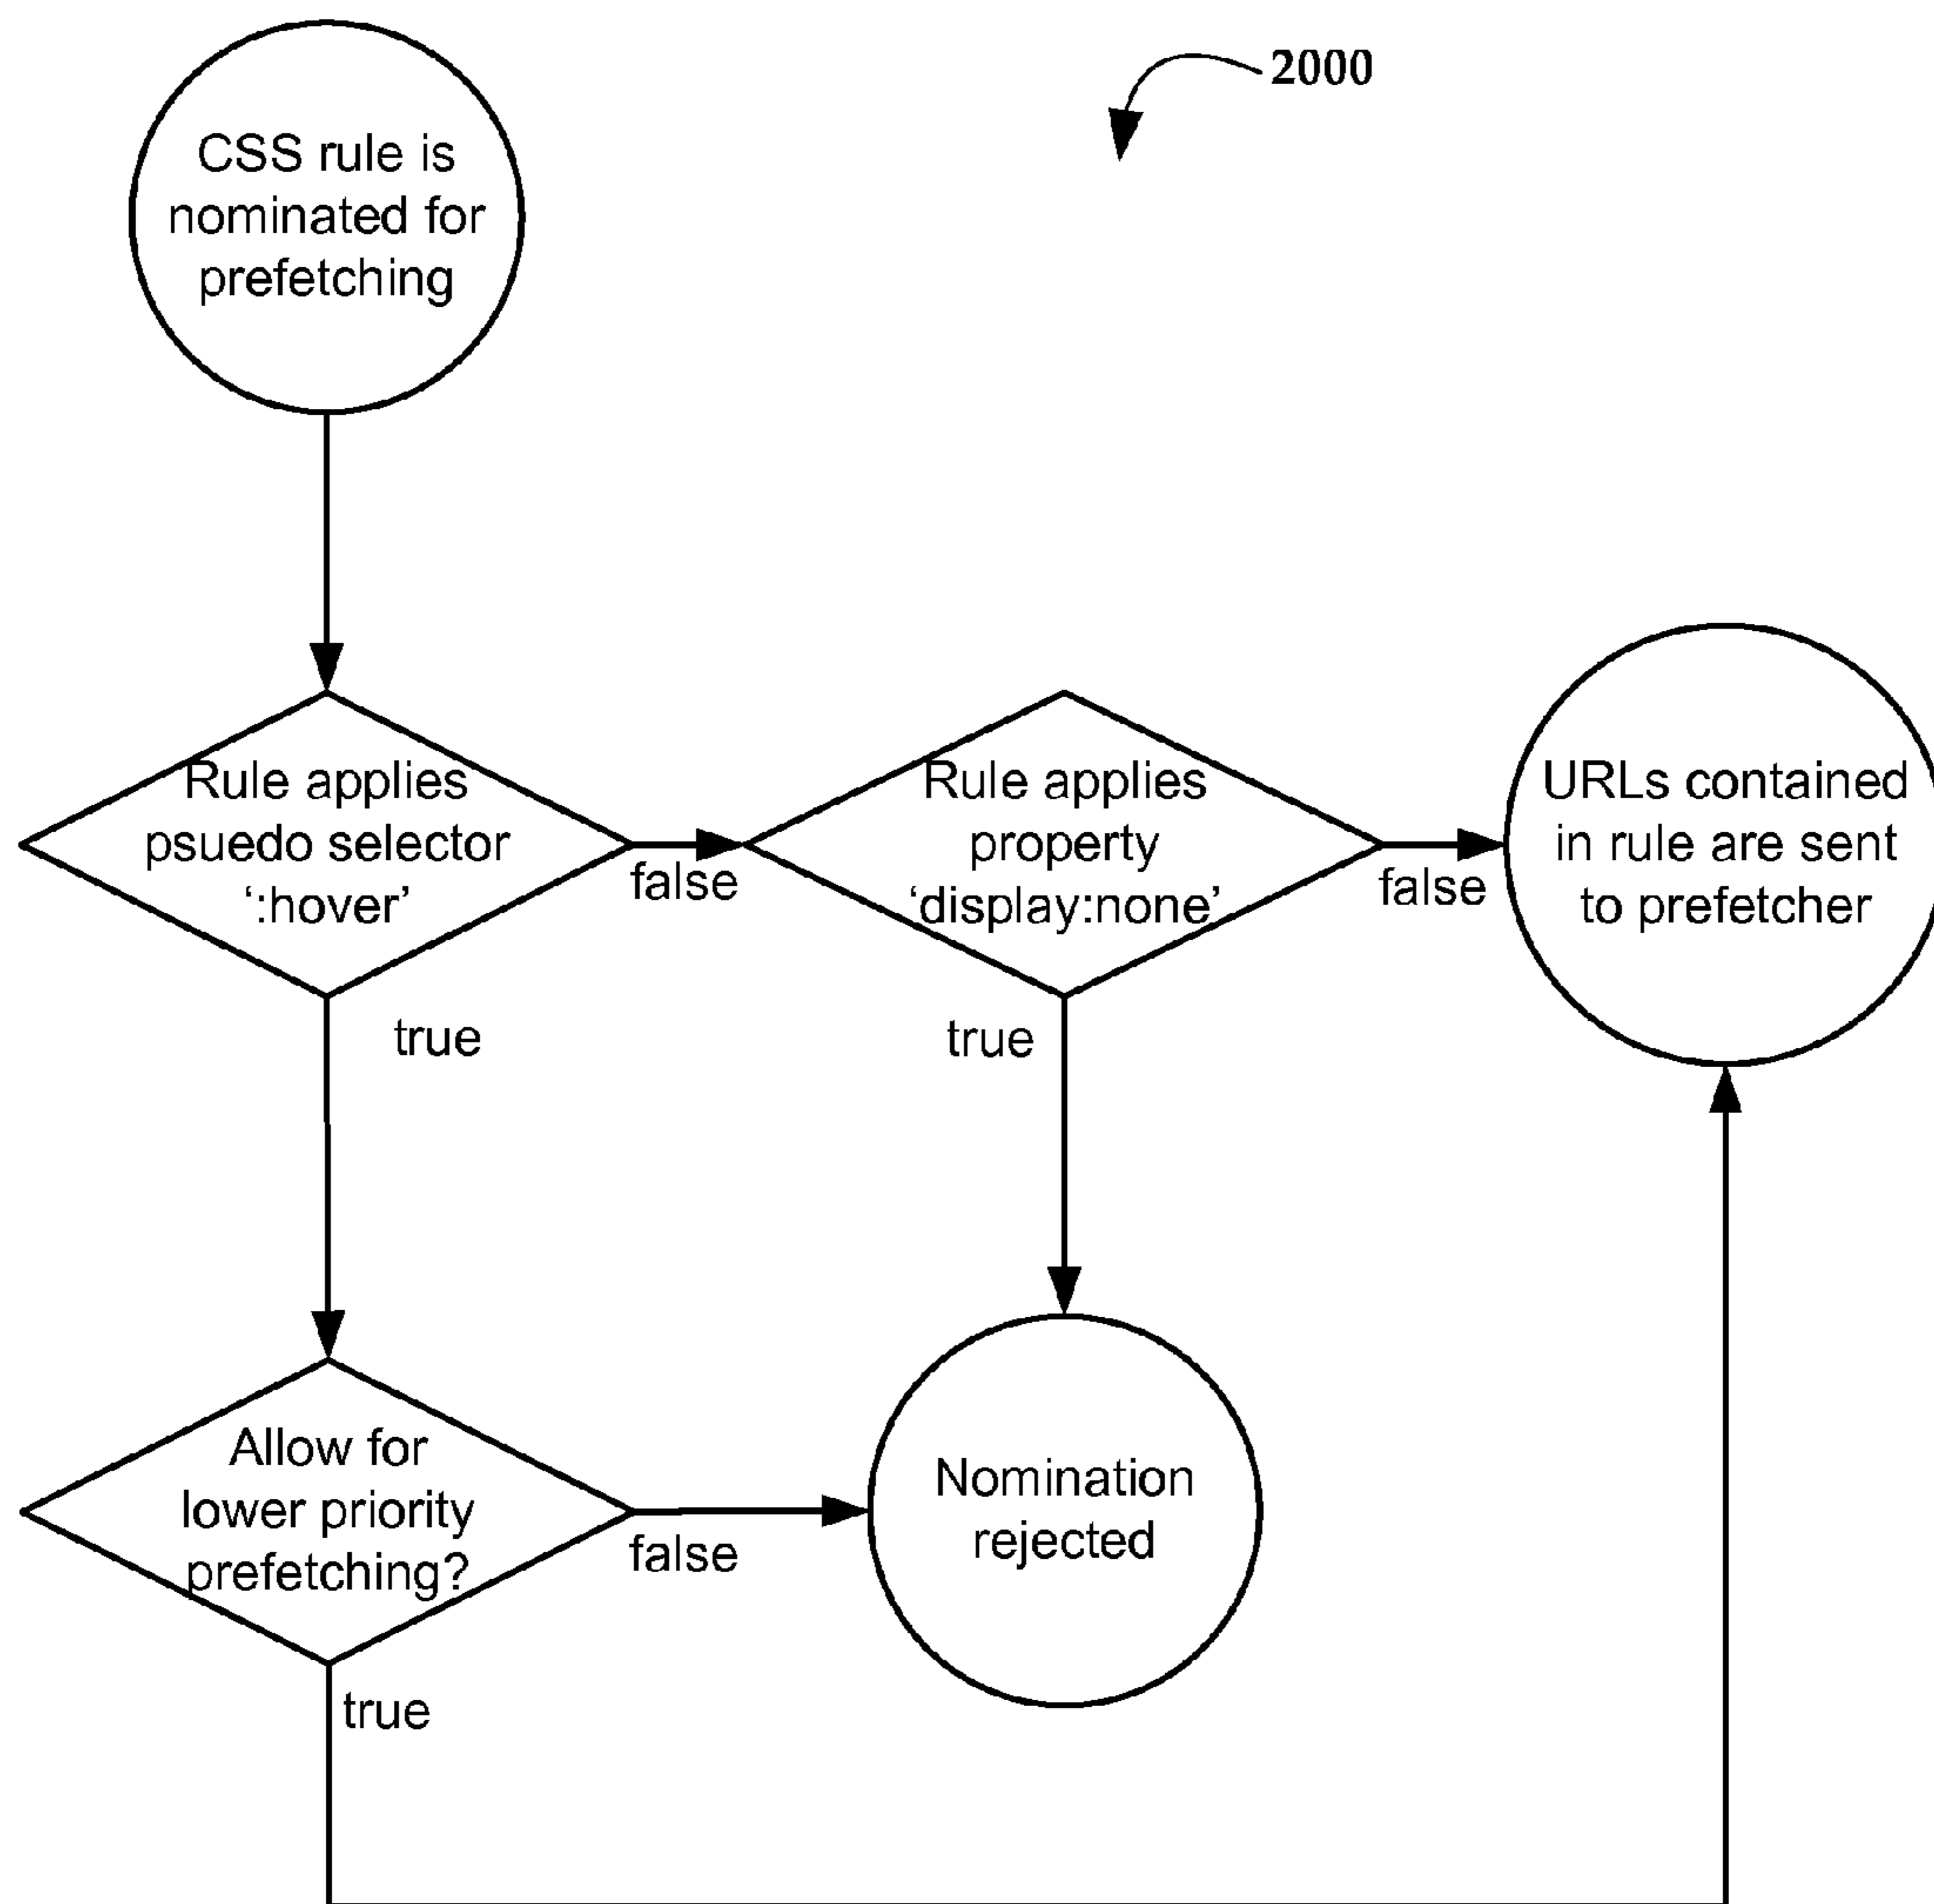 2000
CSS rule is
nominated for
prefetching
Rule applies
psuedo selector
‘:hover’
false
true
Rule applies
property
‘display:none’
false
true
URLs contained
in rule are sent
to prefetcher
Allow for
lower priority
prefetching?
false
true
Nomination
rejected